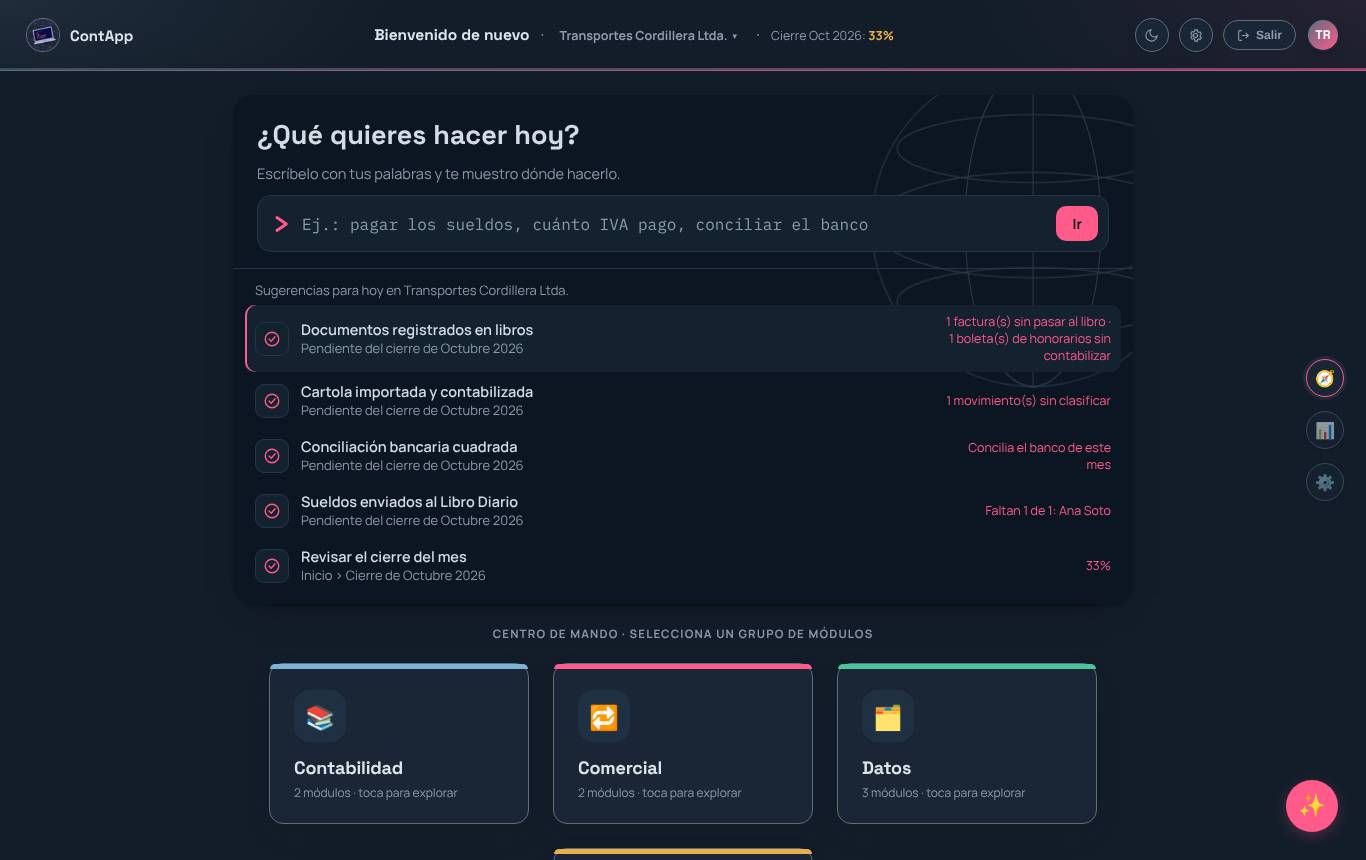 ContApp
Bienvenido de nuevo · Transportes Cordillera Ltda. ▾ · Cierre Oct 2026: 33%
Salir
TR
¿Qué quieres hacer hoy?
Escríbelo con tus palabras y te muestro dónde hacerlo.
Ej.: pagar los sueldos, cuánto IVA pago, conciliar el banco
Ir
Sugerencias para hoy en Transportes Cordillera Ltda.
Documentos registrados en libros
Pendiente del cierre de Octubre 2026
1 factura(s) sin pasar al libro ·
1 boleta(s) de honorarios sin
contabilizar
Cartola importada y contabilizada
Pendiente del cierre de Octubre 2026
1 movimiento(s) sin clasificar
Conciliación bancaria cuadrada
Pendiente del cierre de Octubre 2026
Concilia el banco de este
mes
Sueldos enviados al Libro Diario
Pendiente del cierre de Octubre 2026
Faltan 1 de 1: Ana Soto
Revisar el cierre del mes
Inicio › Cierre de Octubre 2026
33%
CENTRO DE MANDO · SELECCIONA UN GRUPO DE MÓDULOS
Contabilidad
2 módulos · toca para explorar
Comercial
2 módulos · toca para explorar
Datos
3 módulos · toca para explorar